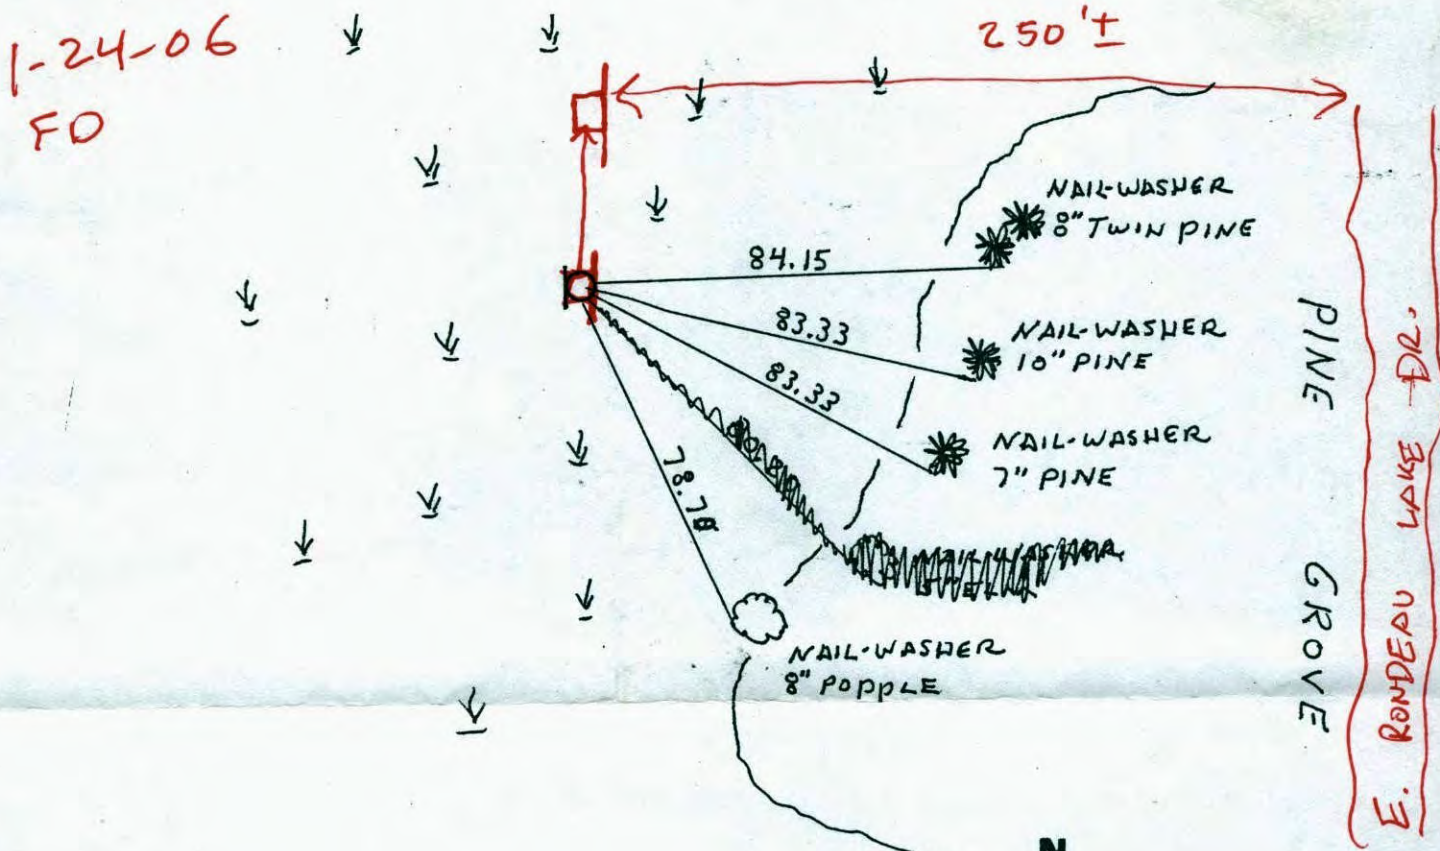 1-24-06
FD
250'±
NAIL-WASHER
8" TWIN PINE
84.15
NAIL-WASHER
10" PINE
83.33
83.33
NAIL-WASHER
7" PINE
78.78
NAIL-WASHER
8" POPPLE
PINE GROVE
E. RONDEAU LAKE DR.
N